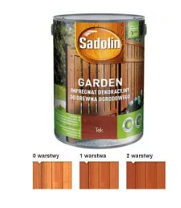 Sadolin
GARDEN
IMPREGNAT DEKORACYJNY
DO DREWNA OGRODOWEGO
Tek
0 warstwy
1 warstwa
2 warstwy